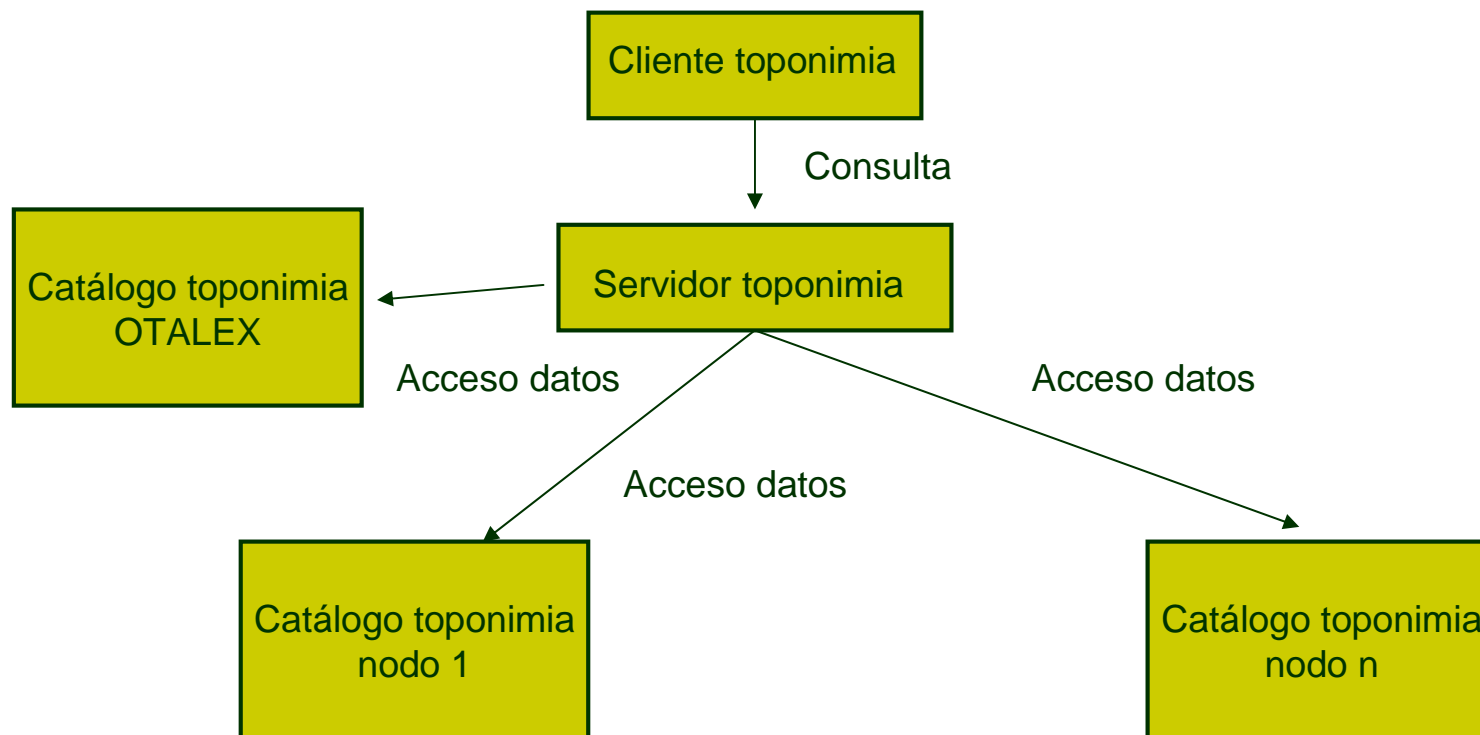 Cliente toponimia
Consulta
Servidor toponimia
Catálogo toponimia
OTALEX
Acceso datos
Acceso datos
Acceso datos
Catálogo toponimia
nodo 1
Catálogo toponimia
nodo n